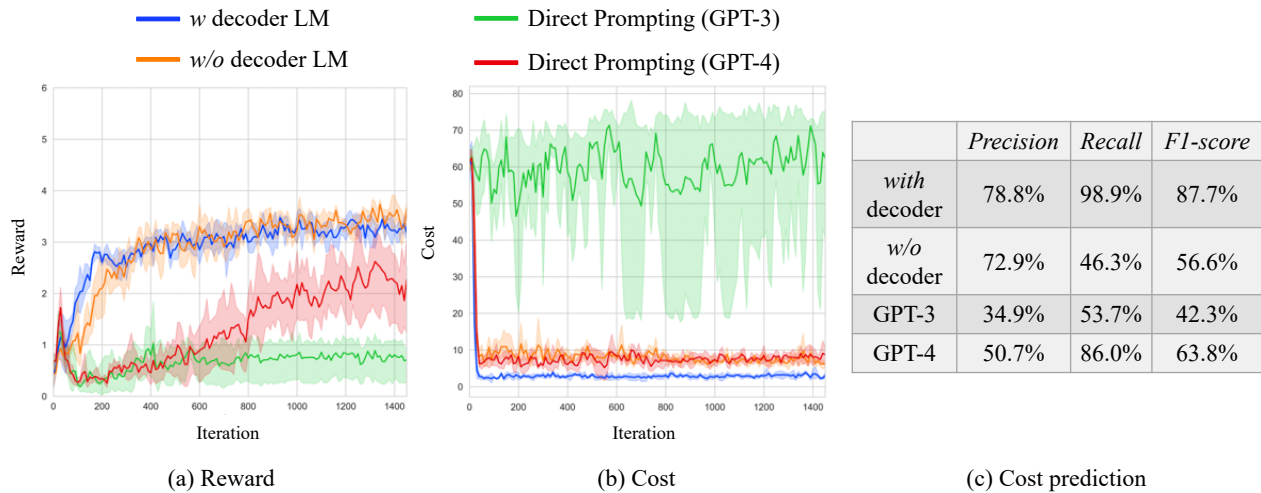 w decoder LM
w/o decoder LM
Direct Prompting (GPT-3)
Direct Prompting (GPT-4)
Reward
6
5
4
3
2
1
0
200 400 600 800 1000 1200 1400
Iteration
(a) Reward
Cost
80
70
60
50
40
30
20
10
0
0 200 400 600 800 1000 1200 1400
Iteration
(b) Cost
Precision Recall F1-score
with decoder 78.8% 98.9% 87.7%
w/o decoder 72.9% 46.3% 56.6%
GPT-3 34.9% 53.7% 42.3%
GPT-4 50.7% 86.0% 63.8%
(c) Cost prediction